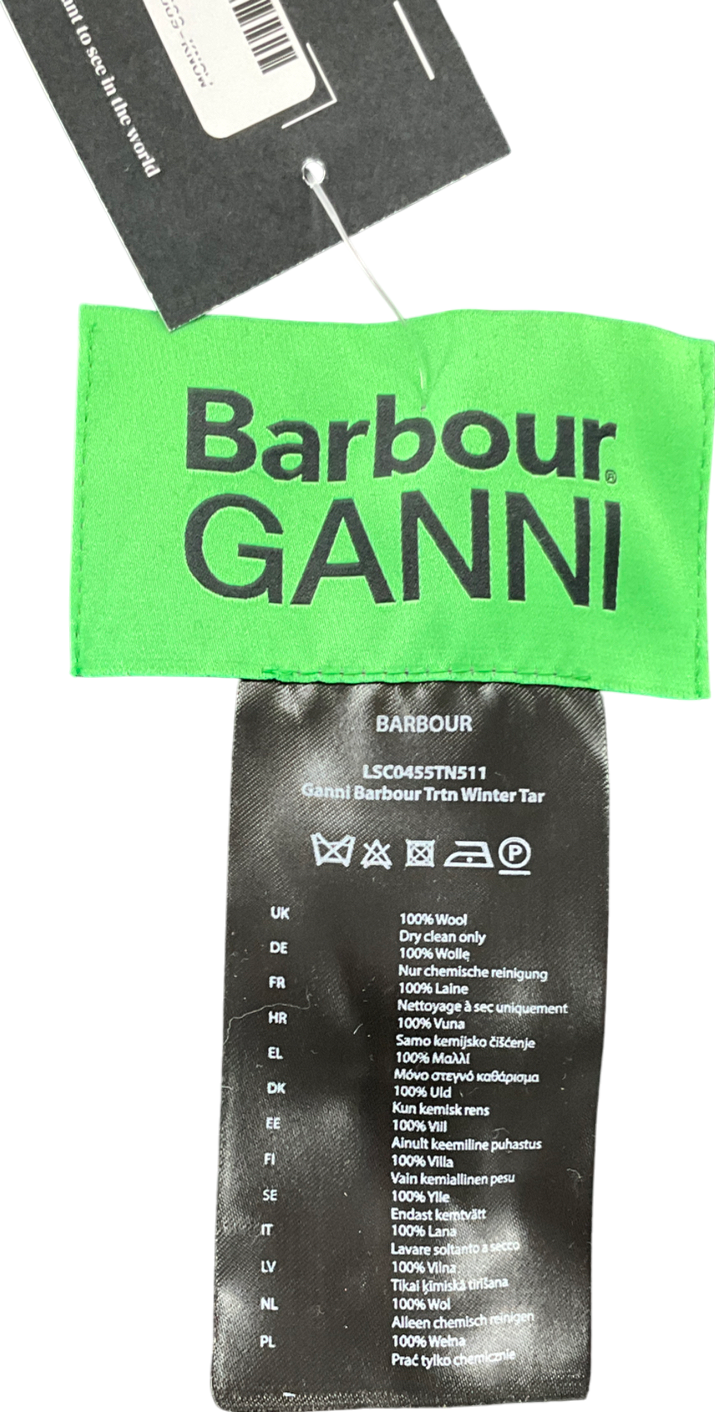 to see in the world
Barbour®
GANNI
BARBOUR
LSC0455TN511
Ganni Barbour Trtn Winter Tar
P
UK 100% Wool
Dry clean only
DE 100% Wolle
Nur chemische reinigung
FR 100% Laine
Nettoyage à sec uniquement
HR 100% Vuna
Samo kemijsko čišćenje
EL 100% Μαλλί
Μόνο στεγνό καθάρισμα
DK 100% Uld
Kun kemisk rens
EE 100% Vill
Ainult keemiline puhastus
FI 100% Villa
Vain kemiallinen pesu
SE 100% Ylle
Endast kemtvätt
IT 100% Lana
Lavare soltanto a secco
LV 100% Vilna
Tikai ķīmiskā tīrīšana
NL 100% Wol
Alleen chemisch reinigen
PL 100% Wełna
Prać tylko chemicznie